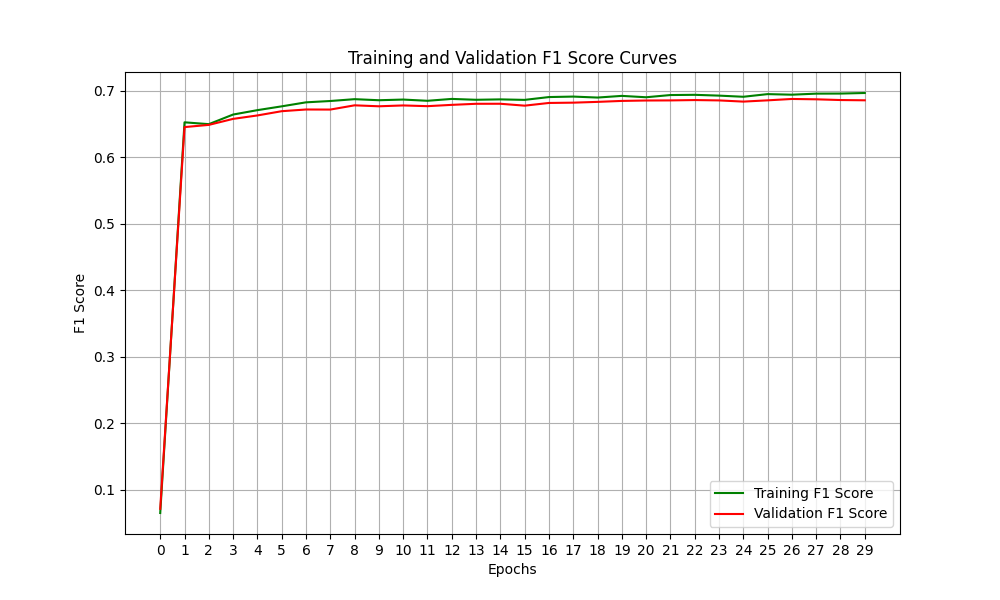 Training and Validation F1 Score Curves
0.7
0.6
0.5
0.4
0.3
0.2
0.1
F1 Score
Training F1 Score
Validation F1 Score
0 1 2 3 4 5 6 7 8 9 10 11 12 13 14 15 16 17 18 19 20 21 22 23 24 25 26 27 28 29
Epochs